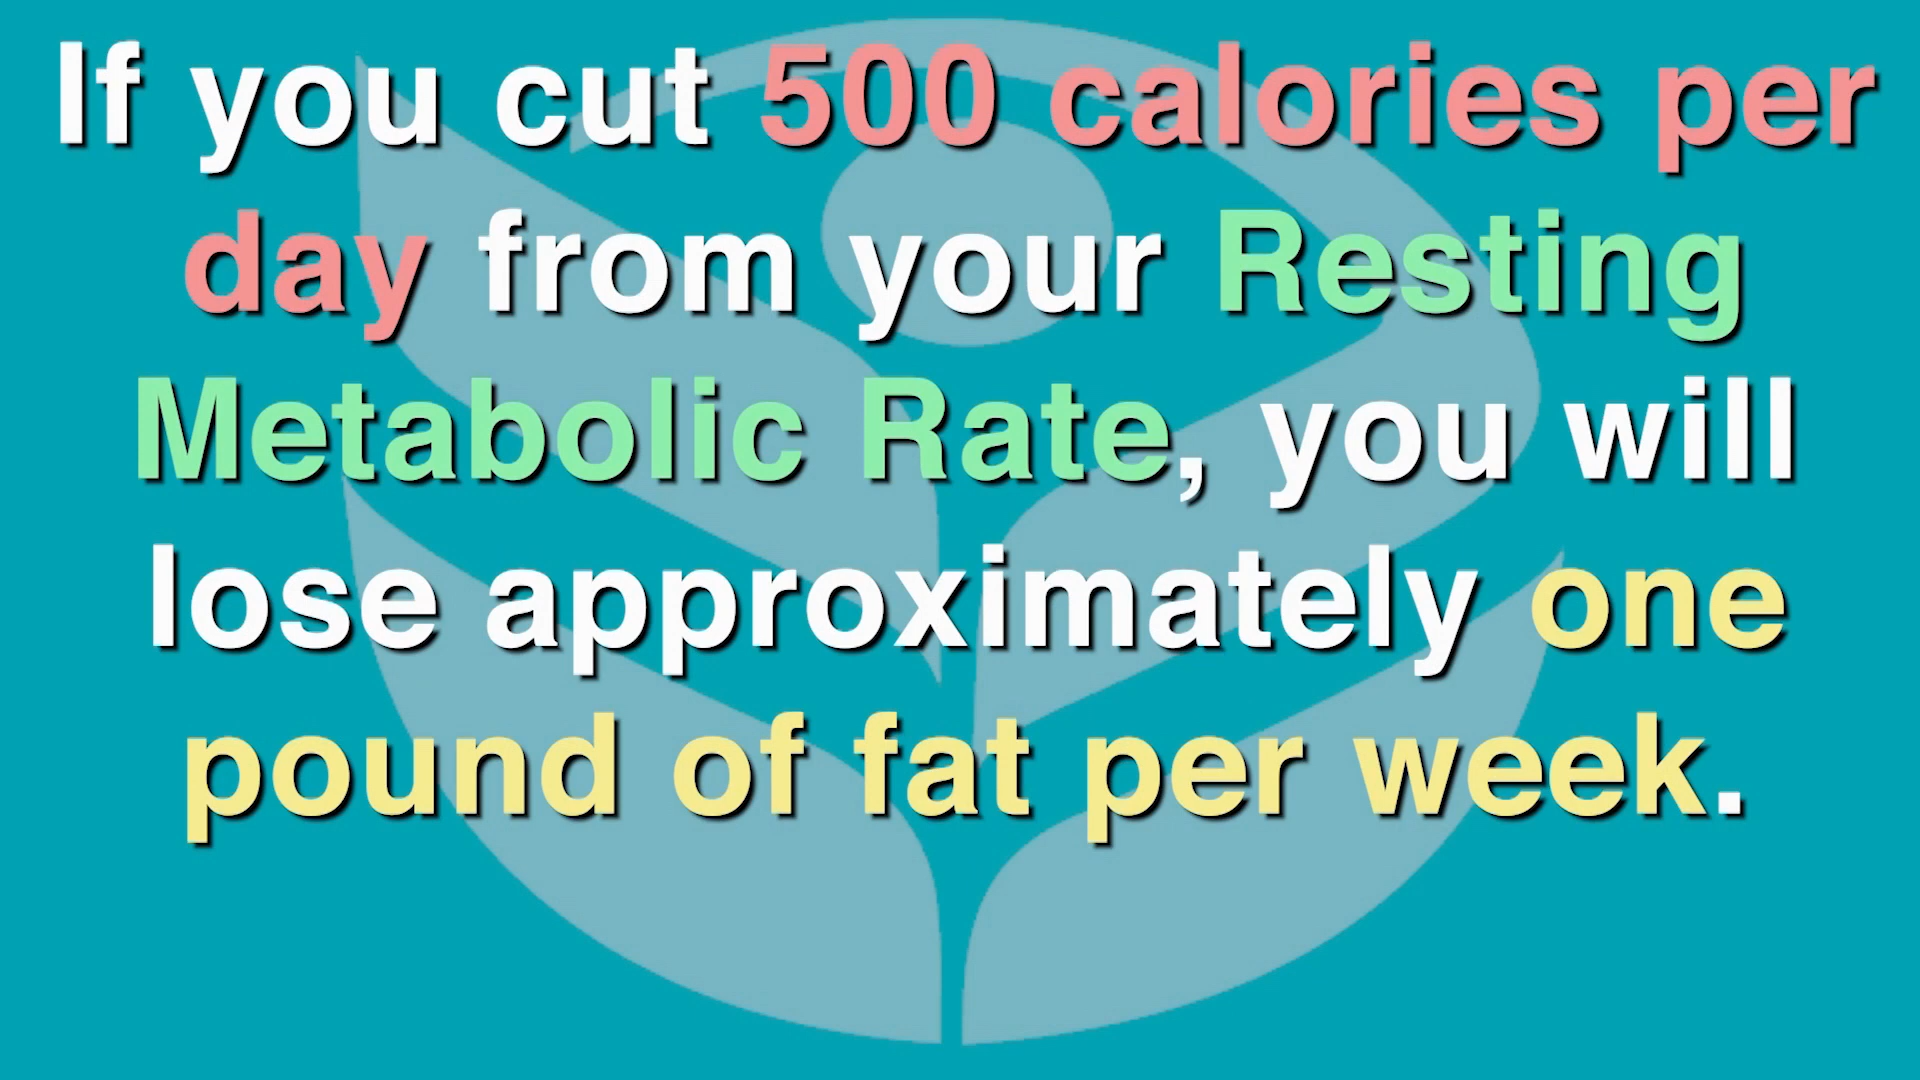 If you cut 500 calories per
day from your Resting
Metabolic Rate, you will
lose approximately one
pound of fat per week.